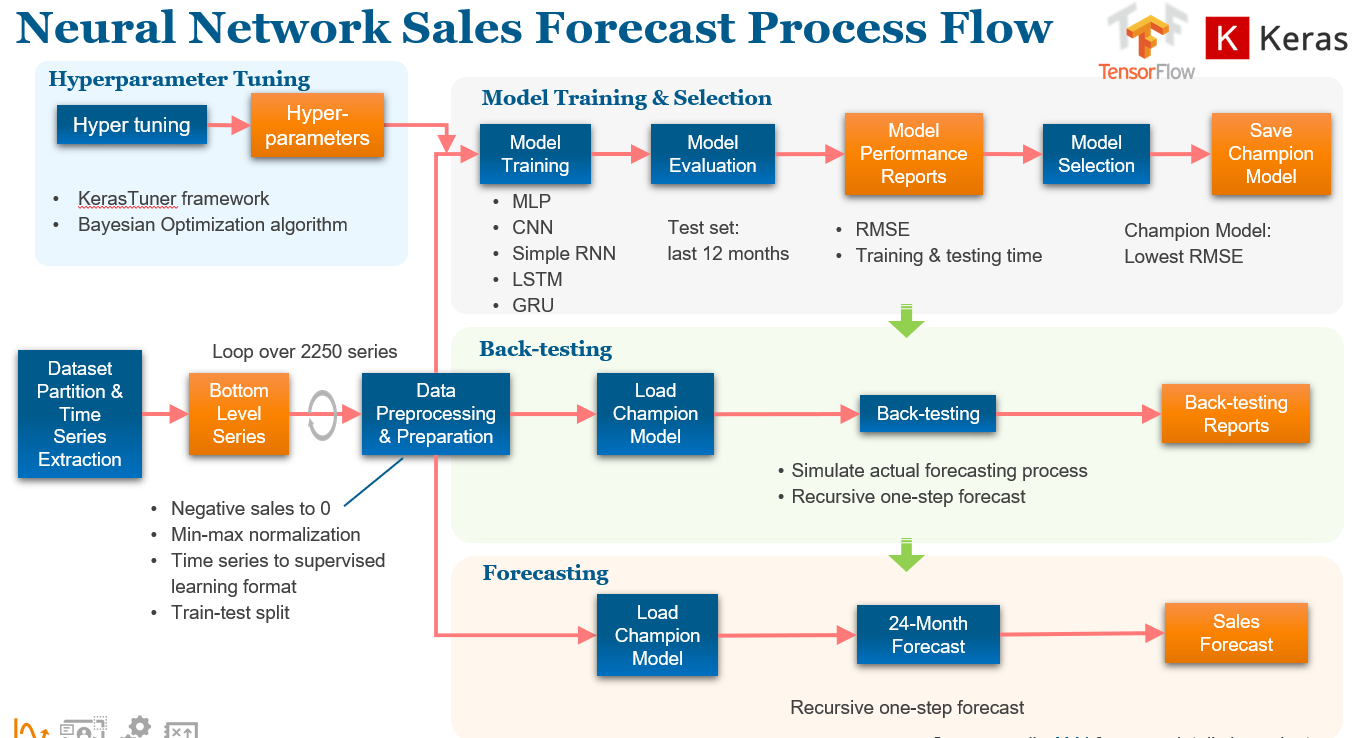 Neural Network Sales Forecast Process Flow
TensorFlow
K Keras
Hyperparameter Tuning
Hyper tuning
Hyper-
parameters
• KerasTuner framework
• Bayesian Optimization algorithm
Model Training & Selection
Model
Training
Model
Evaluation
Model
Performance
Reports
Model
Selection
Save
Champion
Model
• MLP
• CNN
• Simple RNN
• LSTM
• GRU
Test set:
last 12 months
• RMSE
• Training & testing time
Champion Model:
Lowest RMSE
Dataset
Partition &
Time
Series
Extraction
Loop over 2250 series
Bottom
Level
Series
Data
Preprocessing
& Preparation
• Negative sales to 0
• Min-max normalization
• Time series to supervised
learning format
• Train-test split
Back-testing
Load
Champion
Model
Back-testing
Back-testing
Reports
• Simulate actual forecasting process
• Recursive one-step forecast
Forecasting
Load
Champion
Model
24-Month
Forecast
Sales
Forecast
Recursive one-step forecast